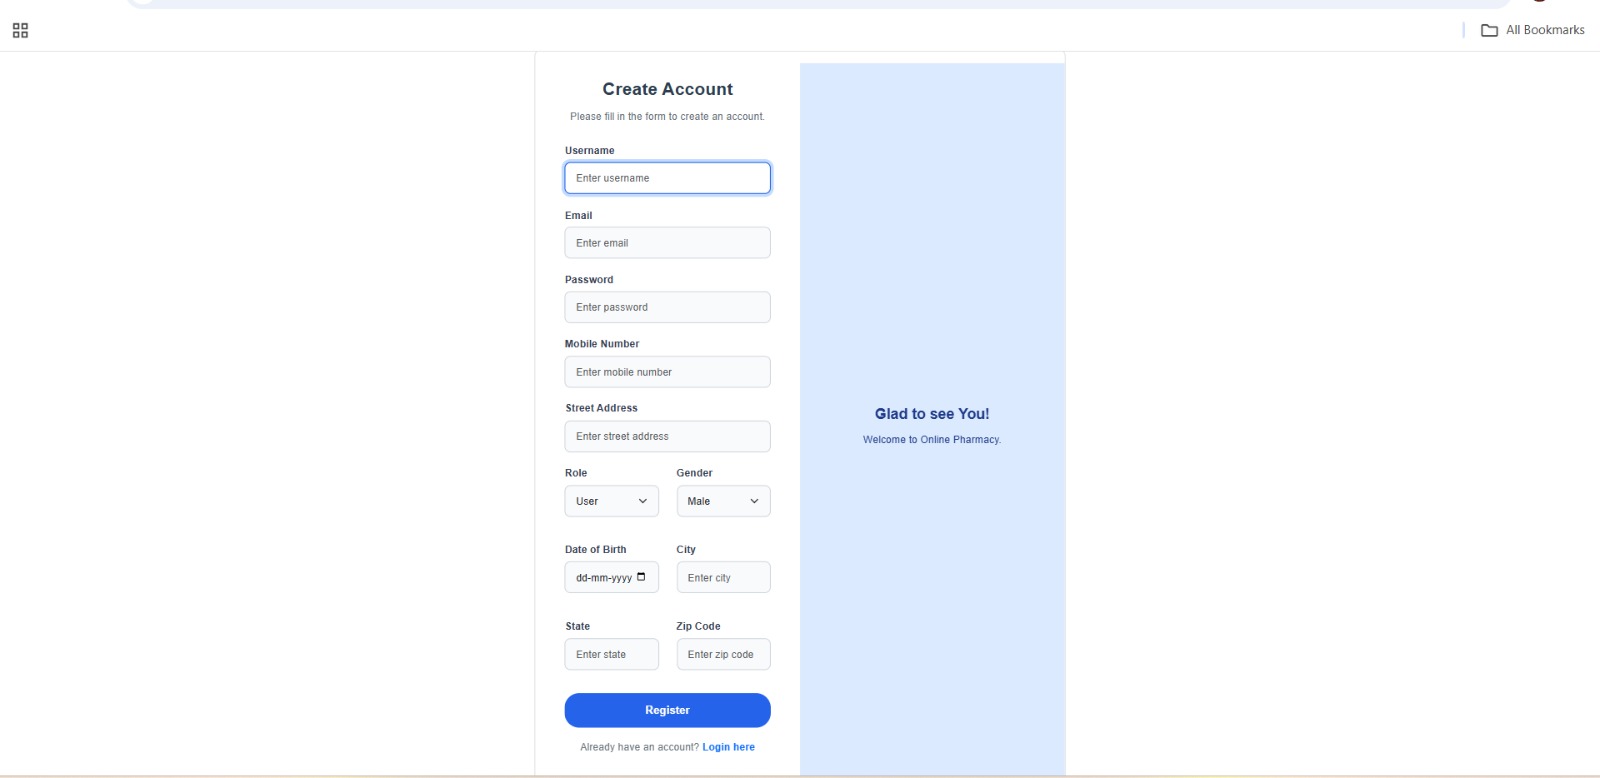 All Bookmarks
Create Account
Please fill in the form to create an account.
Username
Enter username
Email
Enter email
Password
Enter password
Mobile Number
Enter mobile number
Street Address
Enter street address
Role Gender
User Male
Date of Birth City
dd-mm-yyyy Enter city
State Zip Code
Enter state Enter zip code
Register
Already have an account? Login here
Glad to see You!
Welcome to Online Pharmacy.